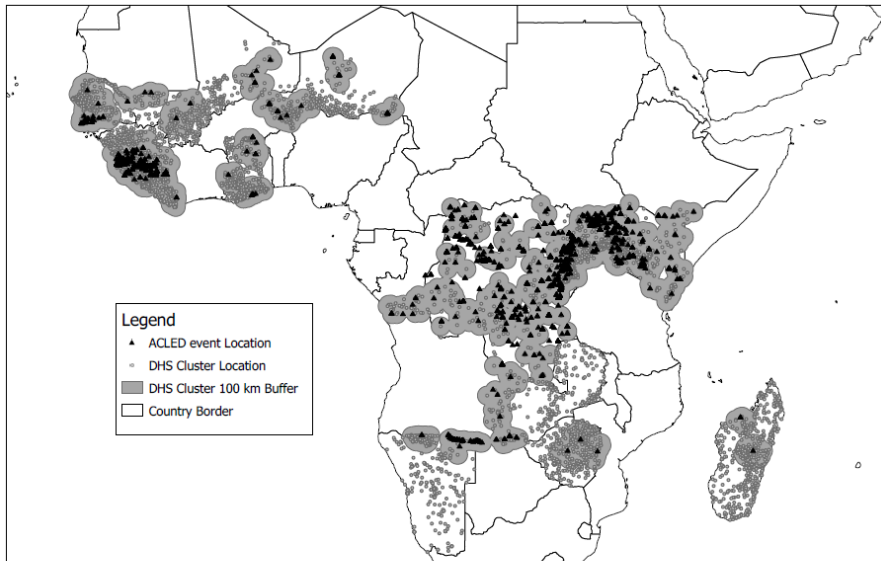 Legend
ACLED event Location
DHS Cluster Location
DHS Cluster 100 km Buffer
Country Border